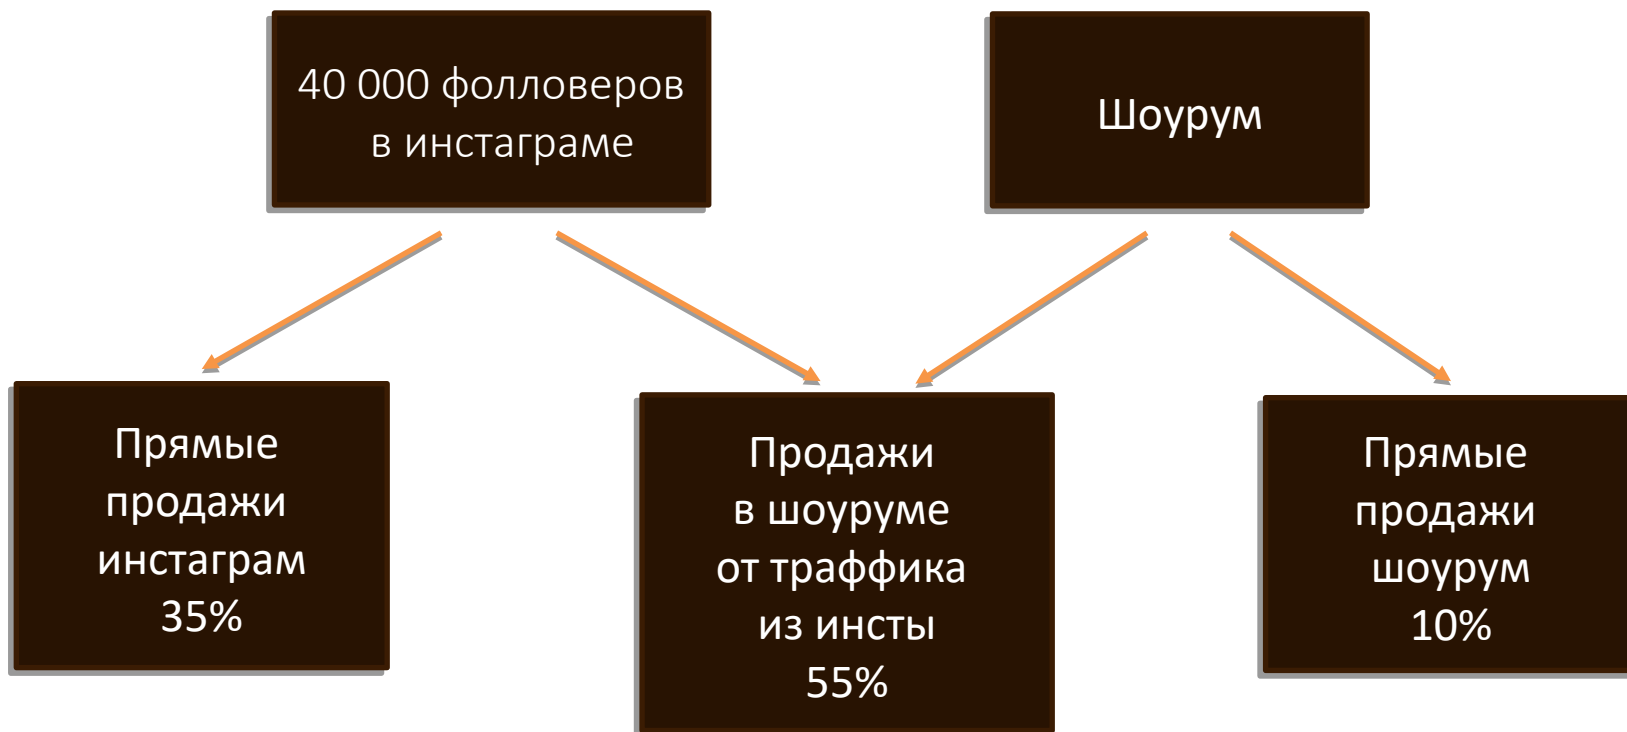 40 000 фолловеров
в инстаграме
Шоурум
Прямые
продажи
инстаграм
35%
Продажи
в шоуруме
от траффика
из инсты
55%
Прямые
продажи
шоурум
10%